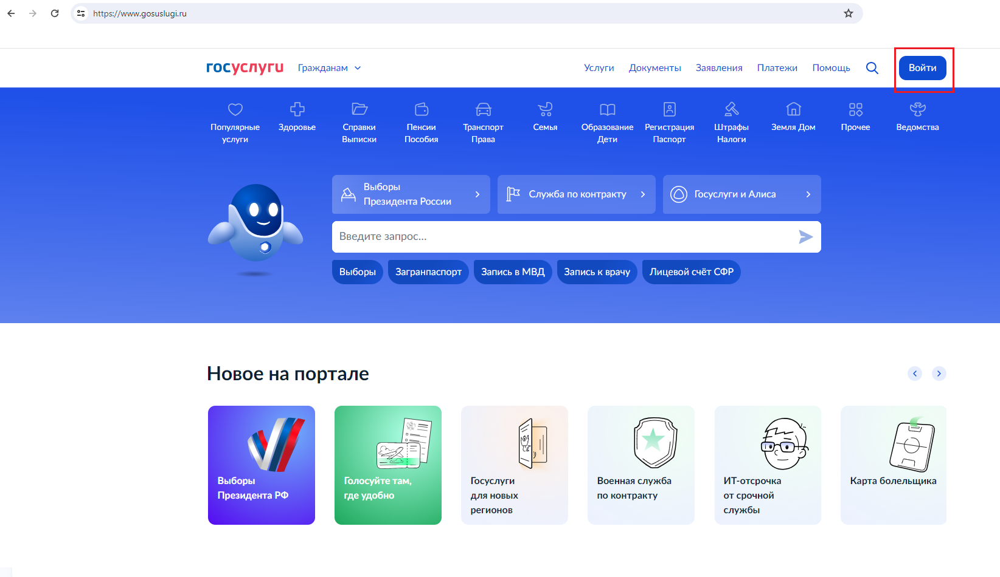 https://www.gosuslugi.ru
госуслуги
Гражданам
Услуги
Документы
Заявления
Платежи
Помощь
Войти
Популярные
услуги
Здоровье
Справки
Выписки
Пенсии
Пособия
Транспорт
Права
Семья
Образование
Дети
Регистрация
Паспорт
Штрафы
Налоги
Земля Дом
Прочее
Ведомства
Выборы
Президента России
Служба по контракту
Госуслуги и Алиса
Введите запрос...
Выборы
Загранпаспорт
Запись в МВД
Запись к врачу
Лицевой счёт СФР
Новое на портале
Выборы
Президента РФ
Голосуйте там,
где удобно
Госуслуги
для новых
регионов
Военная служба
по контракту
ИТ-отсрочка
от срочной
службы
Карта болельщика